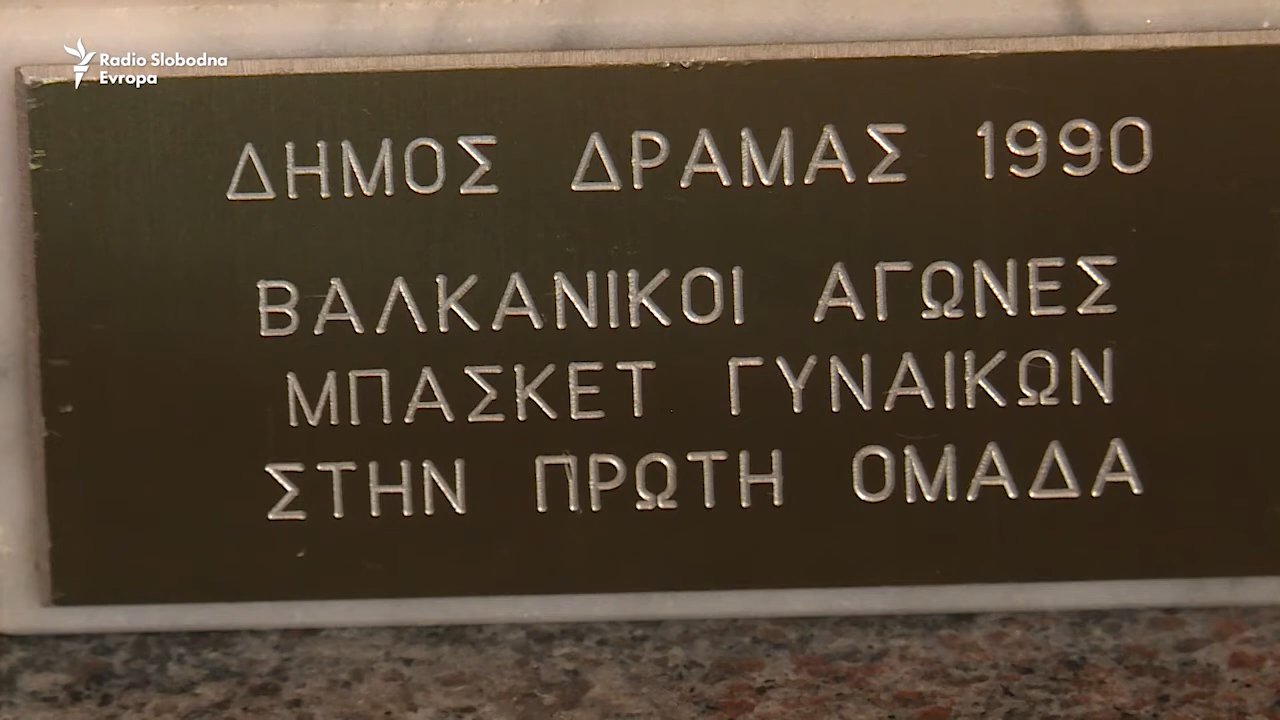 Radio Slobodna
Evropa
ΔΗΜΟΣ ΔΡΑΜΑΣ 1990
ΒΑΛΚΑΝΙΚΟΙ ΑΓΩΝΕΣ
ΜΠΑΣΚΕΤ ΓΥΝΑΙΚΩΝ
ΣΤΗΝ ΠΡΩΤΗ ΟΜΑΔΑ